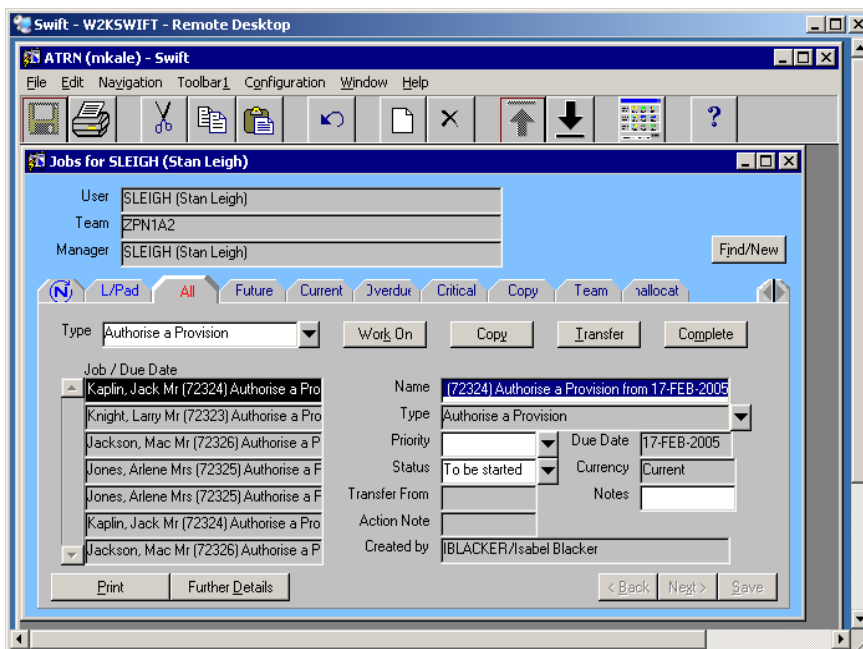 Swift - W2KSWIFT - Remote Desktop
ATRN (mkale) - Swift
File Edit Navigation Toolbar1 Configuration Window Help
?
Jobs for SLEIGH (Stan Leigh)
User SLEIGH (Stan Leigh)
Team ZPN1A2
Manager SLEIGH (Stan Leigh)
Find/New
N L/Pad All Future Current Overdue Critical Copy Team nallocat
Type Authorise a Provision Work On Copy Transfer Complete
Job / Due Date
Kaplin, Jack Mr (72324) Authorise a Pro
Knight, Larry Mr (72323) Authorise a Pro
Jackson, Mac Mr (72326) Authorise a P
Jones, Arlene Mrs (72325) Authorise a F
Jones, Arlene Mrs (72325) Authorise a F
Kaplin, Jack Mr (72324) Authorise a Pro
Jackson, Mac Mr (72326) Authorise a P
Name (72324) Authorise a Provision from 17-FEB-2005
Type Authorise a Provision
Priority Due Date 17-FEB-2005
Status To be started Currency Current
Transfer From Notes
Action Note
Created by IBLACKER/Isabel Blacker
Print Further Details < Back Next > Save